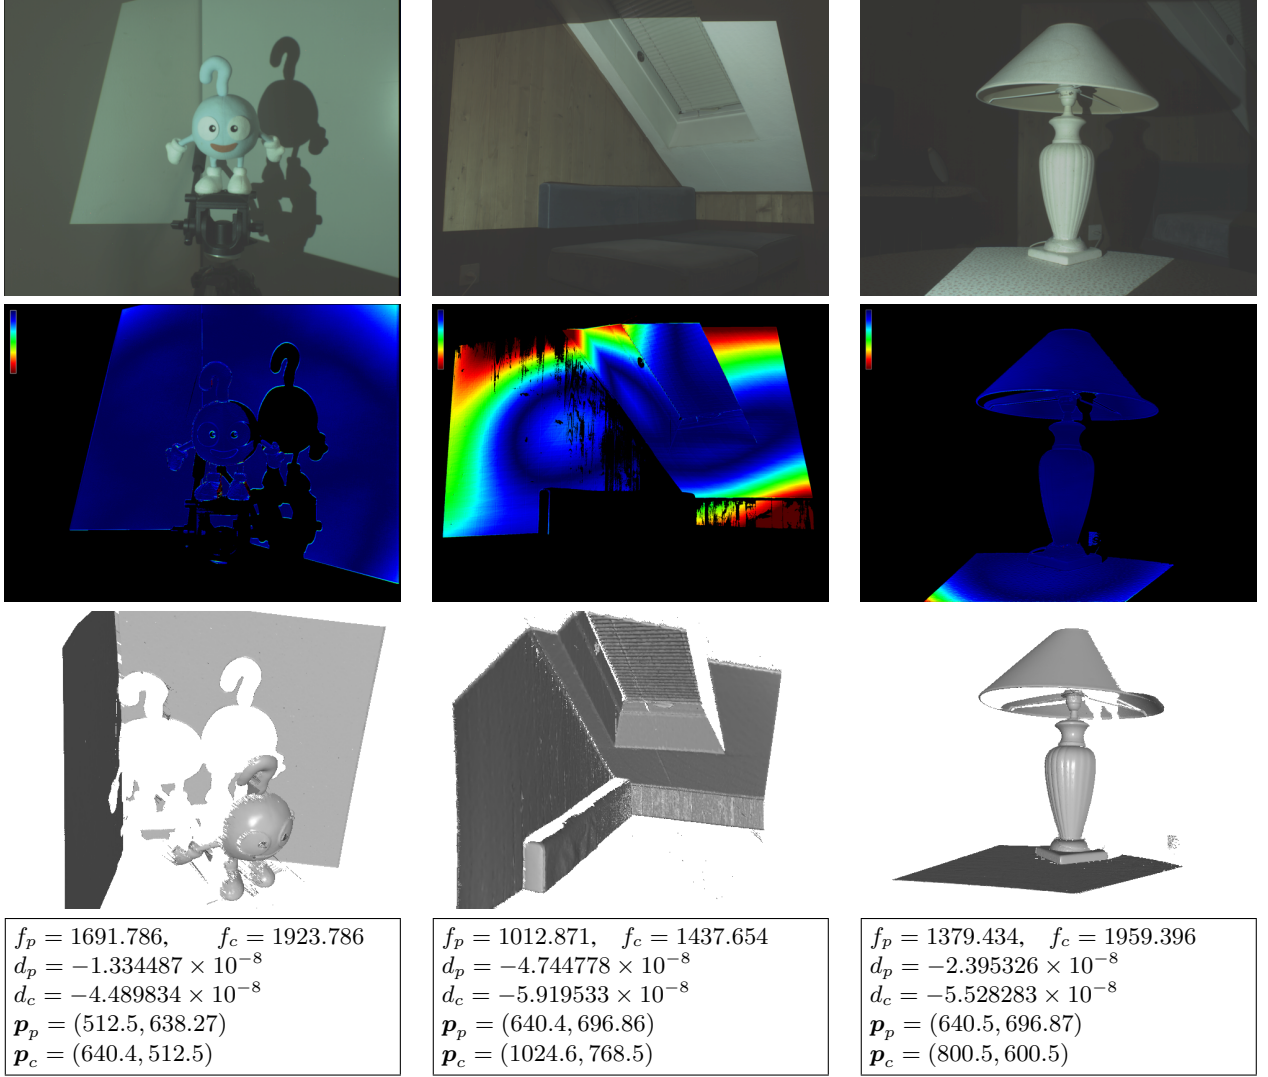 f_p = 1691.786, f_c = 1923.786
d_p = −1.334487 × 10^−8
d_c = −4.489834 × 10^−8
p_p = (512.5, 638.27)
p_c = (640.4, 512.5)
f_p = 1012.871, f_c = 1437.654
d_p = −4.744778 × 10^−8
d_c = −5.919533 × 10^−8
p_p = (640.4, 696.86)
p_c = (1024.6, 768.5)
f_p = 1379.434, f_c = 1959.396
d_p = −2.395326 × 10^−8
d_c = −5.528283 × 10^−8
p_p = (640.5, 696.87)
p_c = (800.5, 600.5)